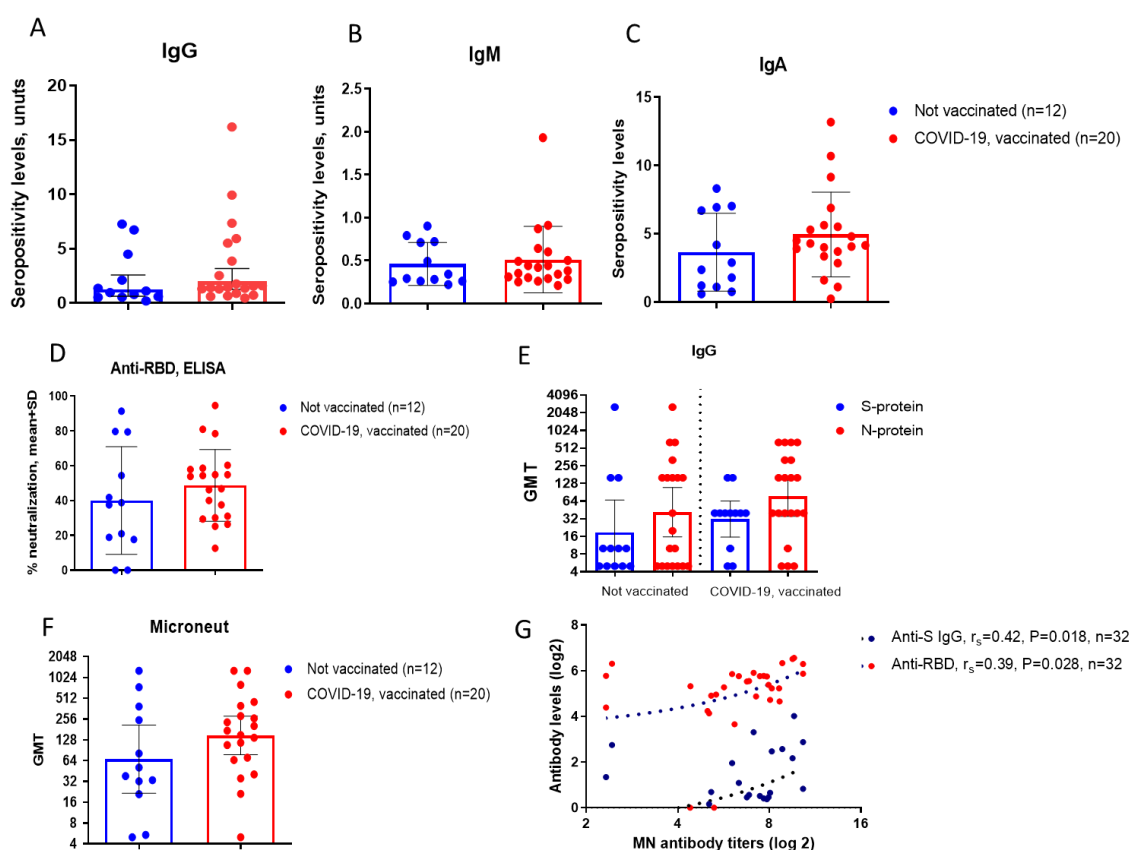 A
IgG
Seropositivity levels, unuts
20
15
10
5
0
B
IgM
Seropositivity levels, units
2.5
2.0
1.5
1.0
0.5
0.0
C
IgA
Seropositivity levels
15
10
5
0
Not vaccinated (n=12)
COVID-19, vaccinated (n=20)
D
Anti-RBD, ELISA
% neutralization, mean+SD
100
80
60
40
20
0
Not vaccinated (n=12)
COVID-19, vaccinated (n=20)
E
IgG
GMT
4096
2048
1024
512
256
128
64
32
16
8
4
Not vaccinated
COVID-19, vaccinated
S-protein
N-protein
F
Microneut
GMT
2048
1024
512
256
128
64
32
16
8
4
Not vaccinated (n=12)
COVID-19, vaccinated (n=20)
G
Antibody levels (log2)
8
6
4
2
0
2
4
8
16
MN antibody titers (log 2)
Anti-S IgG, rs=0.42, P=0.018, n=32
Anti-RBD, rs=0.39, P=0.028, n=32